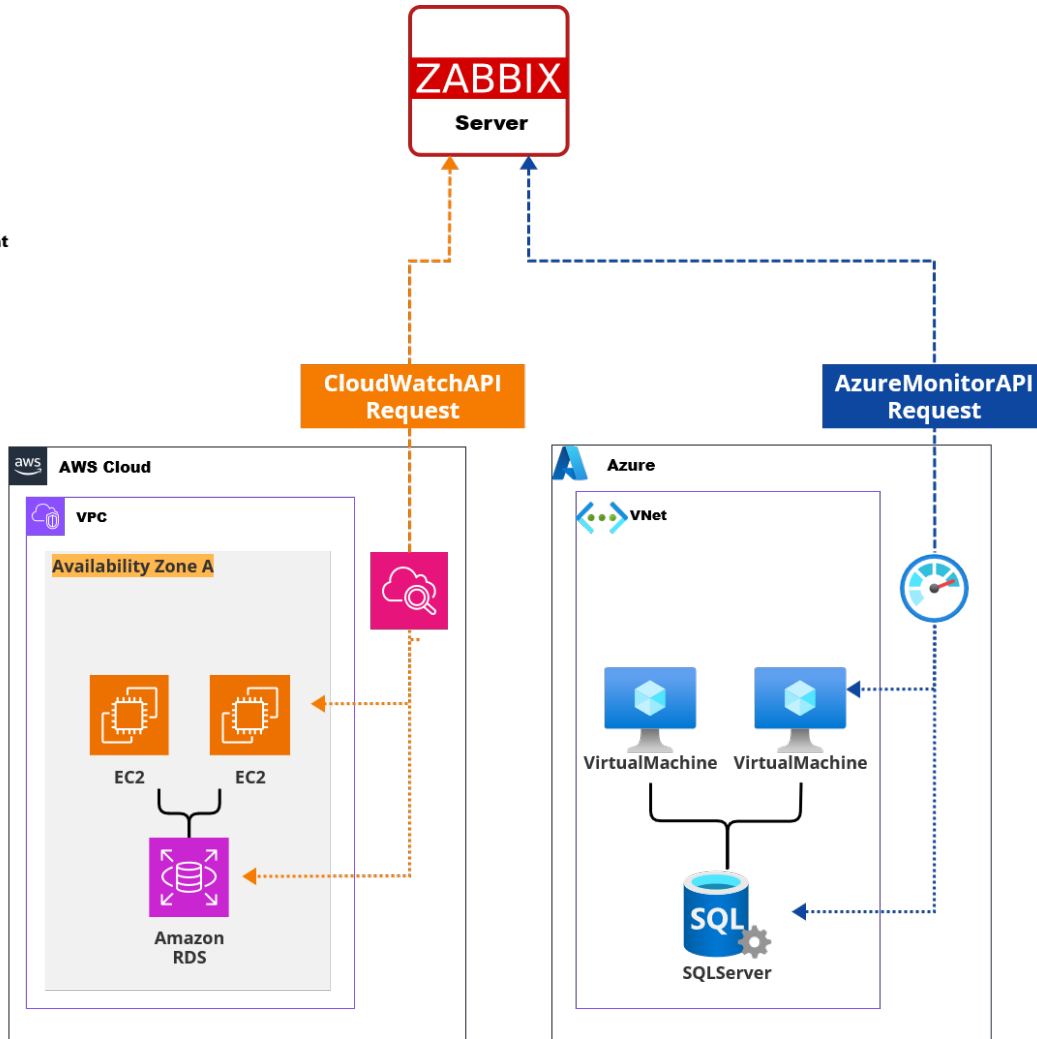 ZABBIX
Server
t
CloudWatchAPI
Request
AzureMonitorAPI
Request
aws
AWS Cloud
Azure
VPC
VNet
Availability Zone A
EC2
EC2
VirtualMachine
VirtualMachine
SQL
Amazon
RDS
SQLServer